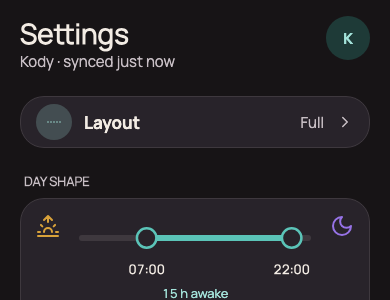 Settings
K
Kody · synced just now
Layout
Full
DAY SHAPE
07:00
22:00
15 h awake